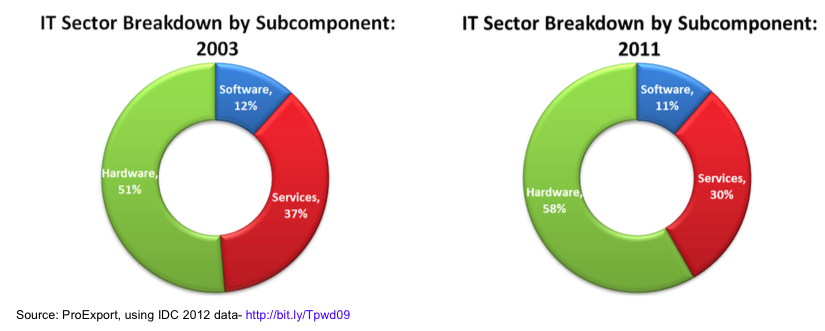 IT Sector Breakdown by Subcomponent:
2003
Software,
12%
Hardware,
51%
Services,
37%
IT Sector Breakdown by Subcomponent:
2011
Software,
11%
Services,
30%
Hardware,
58%
Source: ProExport, using IDC 2012 data- http://bit.ly/Tpwd09